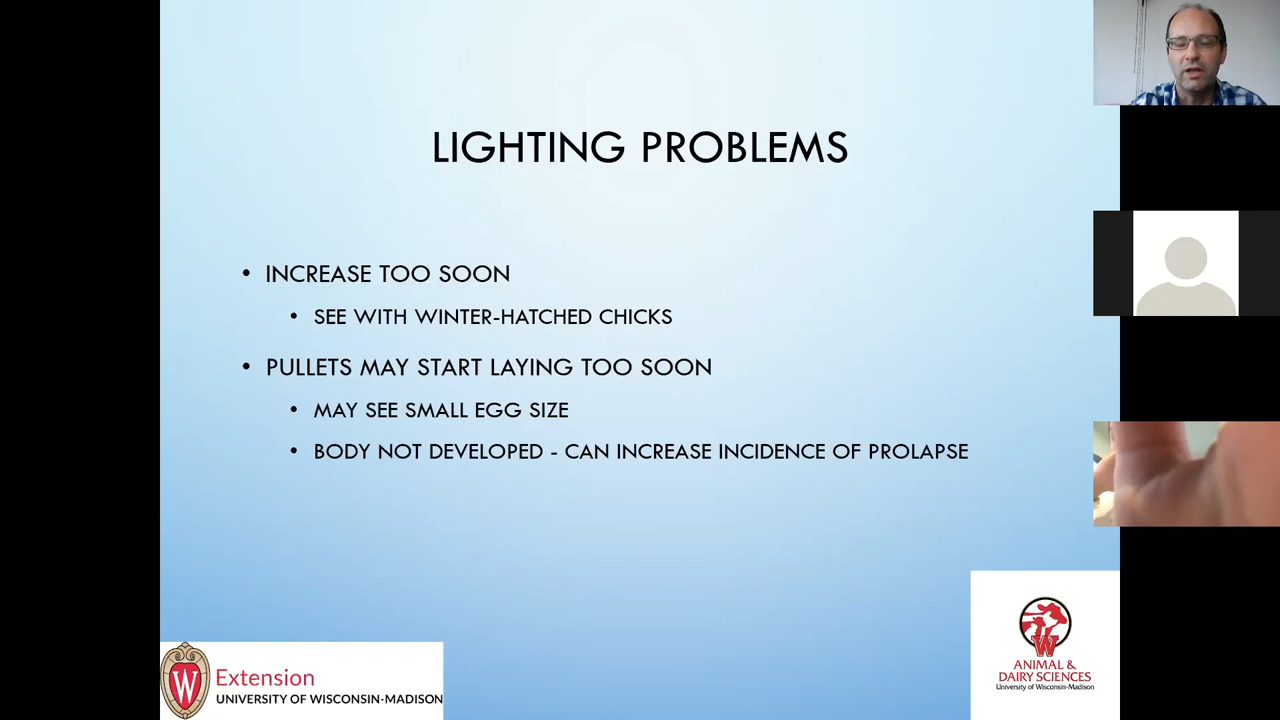 LIGHTING PROBLEMS
• INCREASE TOO SOON
• SEE WITH WINTER-HATCHED CHICKS
• PULLETS MAY START LAYING TOO SOON
• MAY SEE SMALL EGG SIZE
• BODY NOT DEVELOPED - CAN INCREASE INCIDENCE OF PROLAPSE
W
Extension
UNIVERSITY OF WISCONSIN-MADISON
W
ANIMAL &
DAIRY SCIENCES
University of Wisconsin-Madison